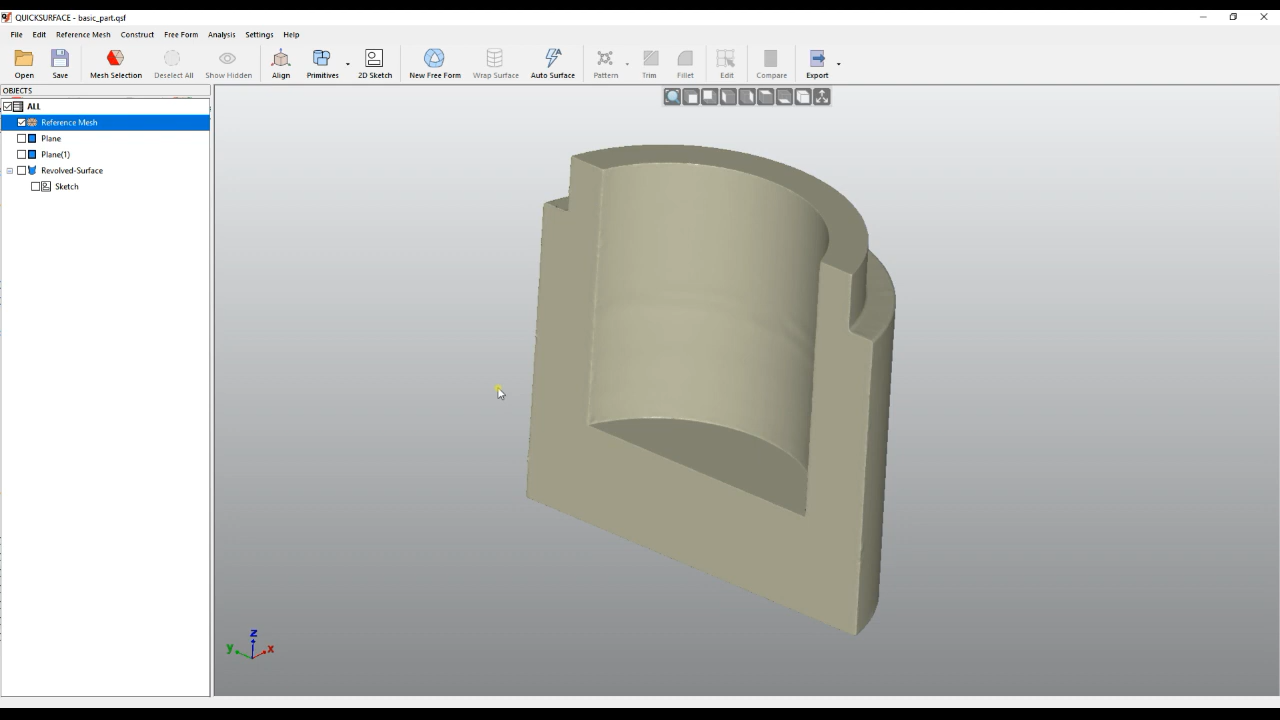 QUICKSURFACE - basic_part.qsf
File Edit Reference Mesh Construct Free Form Analysis Settings Help
Open Save Mesh Selection Deselect All Show Hidden Align Primitives 2D Sketch New Free Form Wrap Surface Auto Surface Pattern Trim Fillet Edit Compare Export
OBJECTS
ALL
Reference Mesh
Plane
Plane(1)
Revolved-Surface
Sketch
z
y x